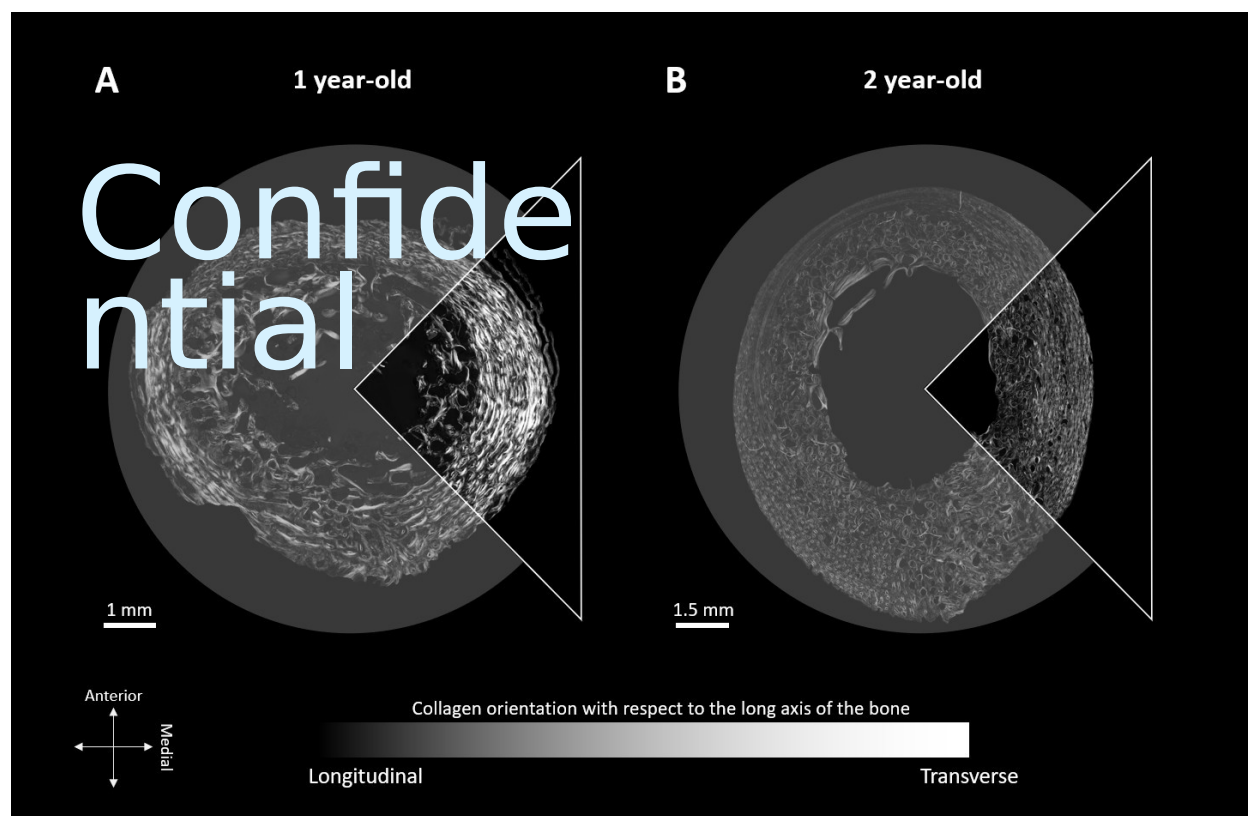 A
1 year-old
B
2 year-old
Confide
ntial
1 mm
1.5 mm
Anterior
Medial
Collagen orientation with respect to the long axis of the bone
Longitudinal
Transverse